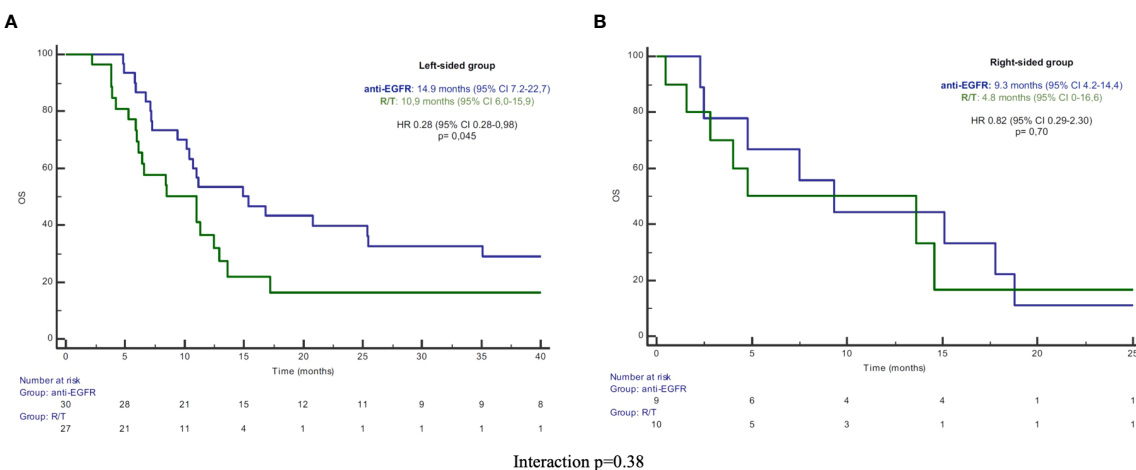 A
Left-sided group
anti-EGFR: 14.9 months (95% CI 7.2-22,7)
R/T: 10,9 months (95% CI 6,0-15,9)
HR 0.28 (95% CI 0.28-0,98)
p= 0,045
OS
100
80
60
40
20
0
0 5 10 15 20 25 30 35 40
Time (months)
Number at risk
Group: anti-EGFR
30 28 21 15 12 11 9 9 8
Group: R/T
27 21 11 4 1 1 1 1 1
B
Right-sided group
anti-EGFR: 9.3 months (95% CI 4.2-14,4)
R/T: 4.8 months (95% CI 0-16,6)
HR 0.82 (95% CI 0.29-2.30)
p= 0,70
OS
100
80
60
40
20
0
0 5 10 15 20 25
Time (months)
Number at risk
Group: anti-EGFR
9 6 4 4 1 1
Group: R/T
10 5 3 1 1 1
Interaction p=0.38